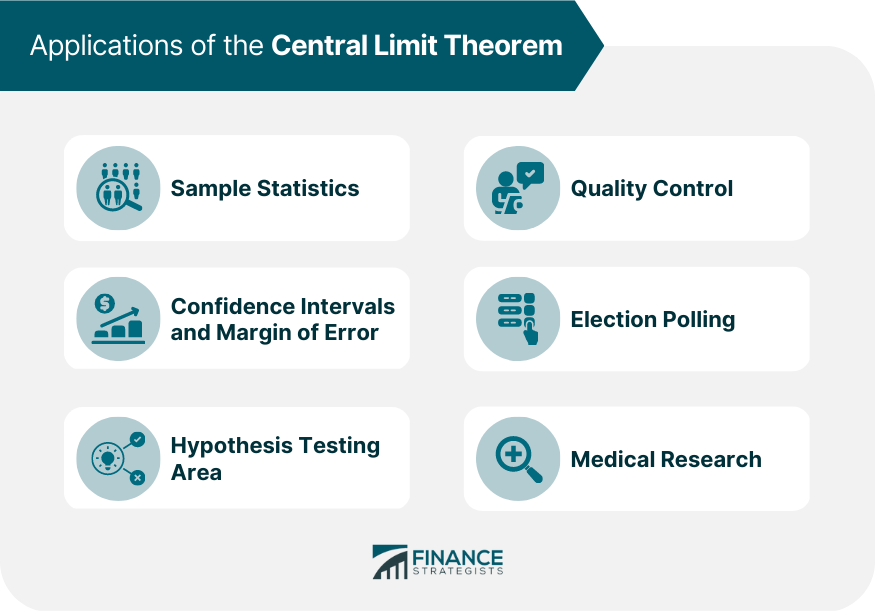 Applications of the Central Limit Theorem
Sample Statistics
Quality Control
Confidence Intervals
and Margin of Error
Election Polling
Hypothesis Testing
Area
Medical Research
FINANCE
STRATEGISTS